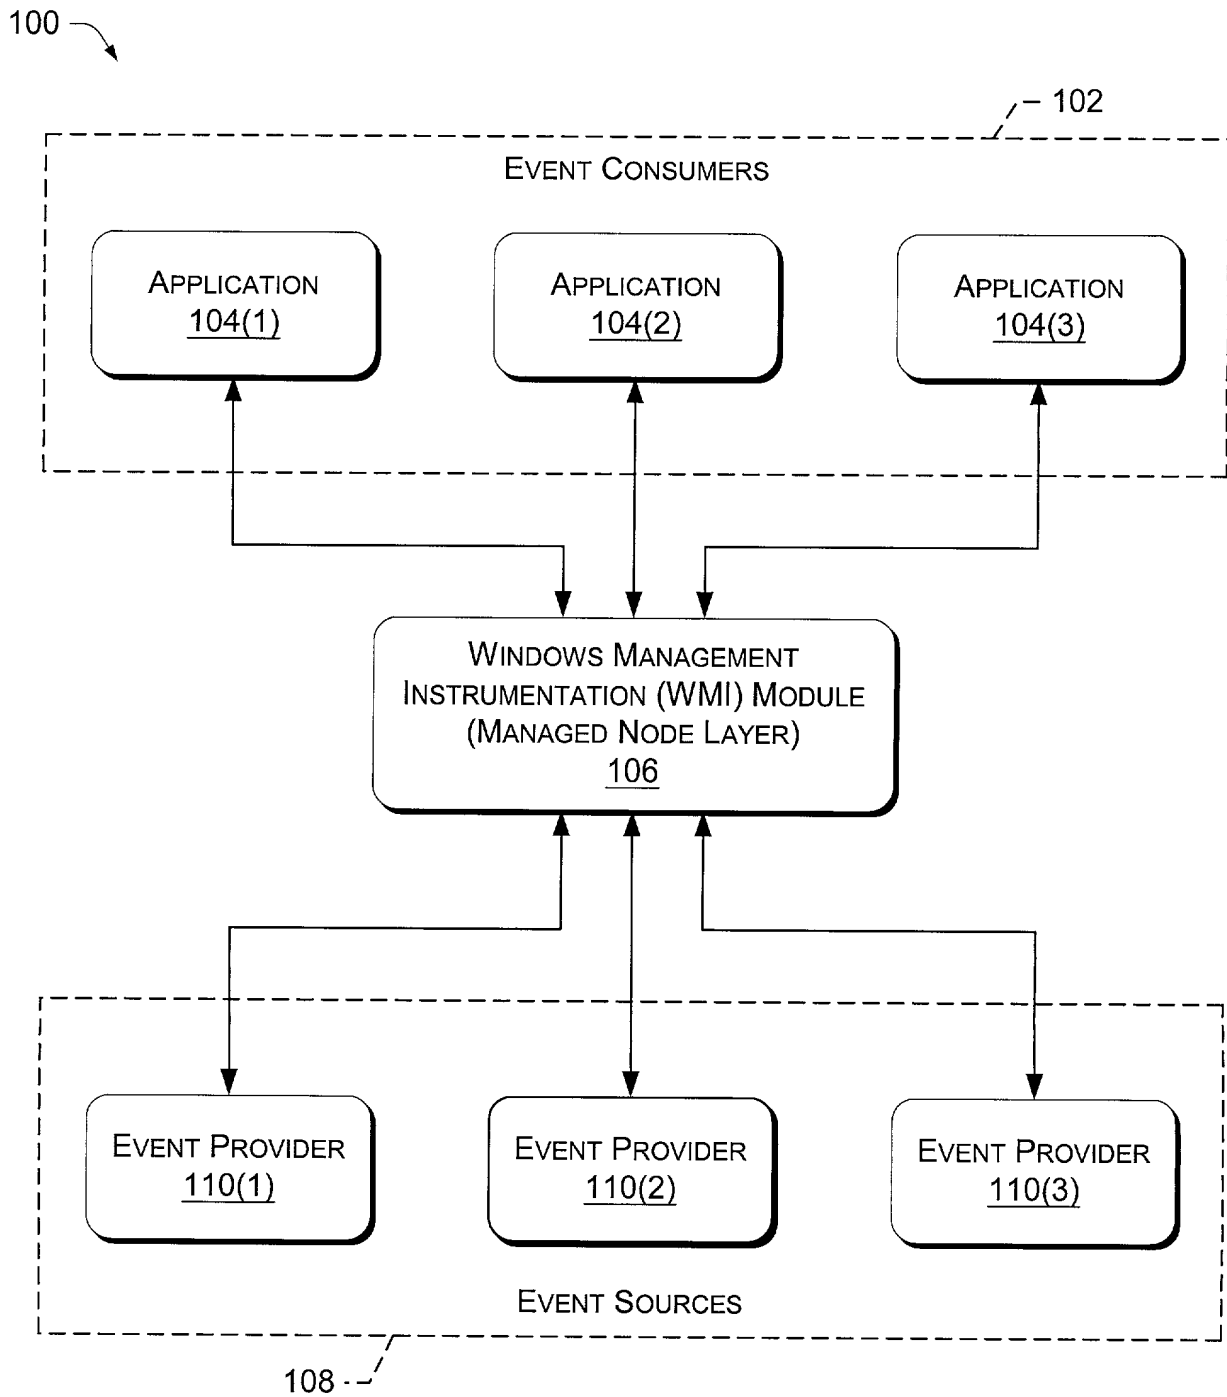 100
102
EVENT CONSUMERS
APPLICATION
104(1)
APPLICATION
104(2)
APPLICATION
104(3)
WINDOWS MANAGEMENT
INSTRUMENTATION (WMI) MODULE
(MANAGED NODE LAYER)
106
EVENT PROVIDER
110(1)
EVENT PROVIDER
110(2)
EVENT PROVIDER
110(3)
EVENT SOURCES
108